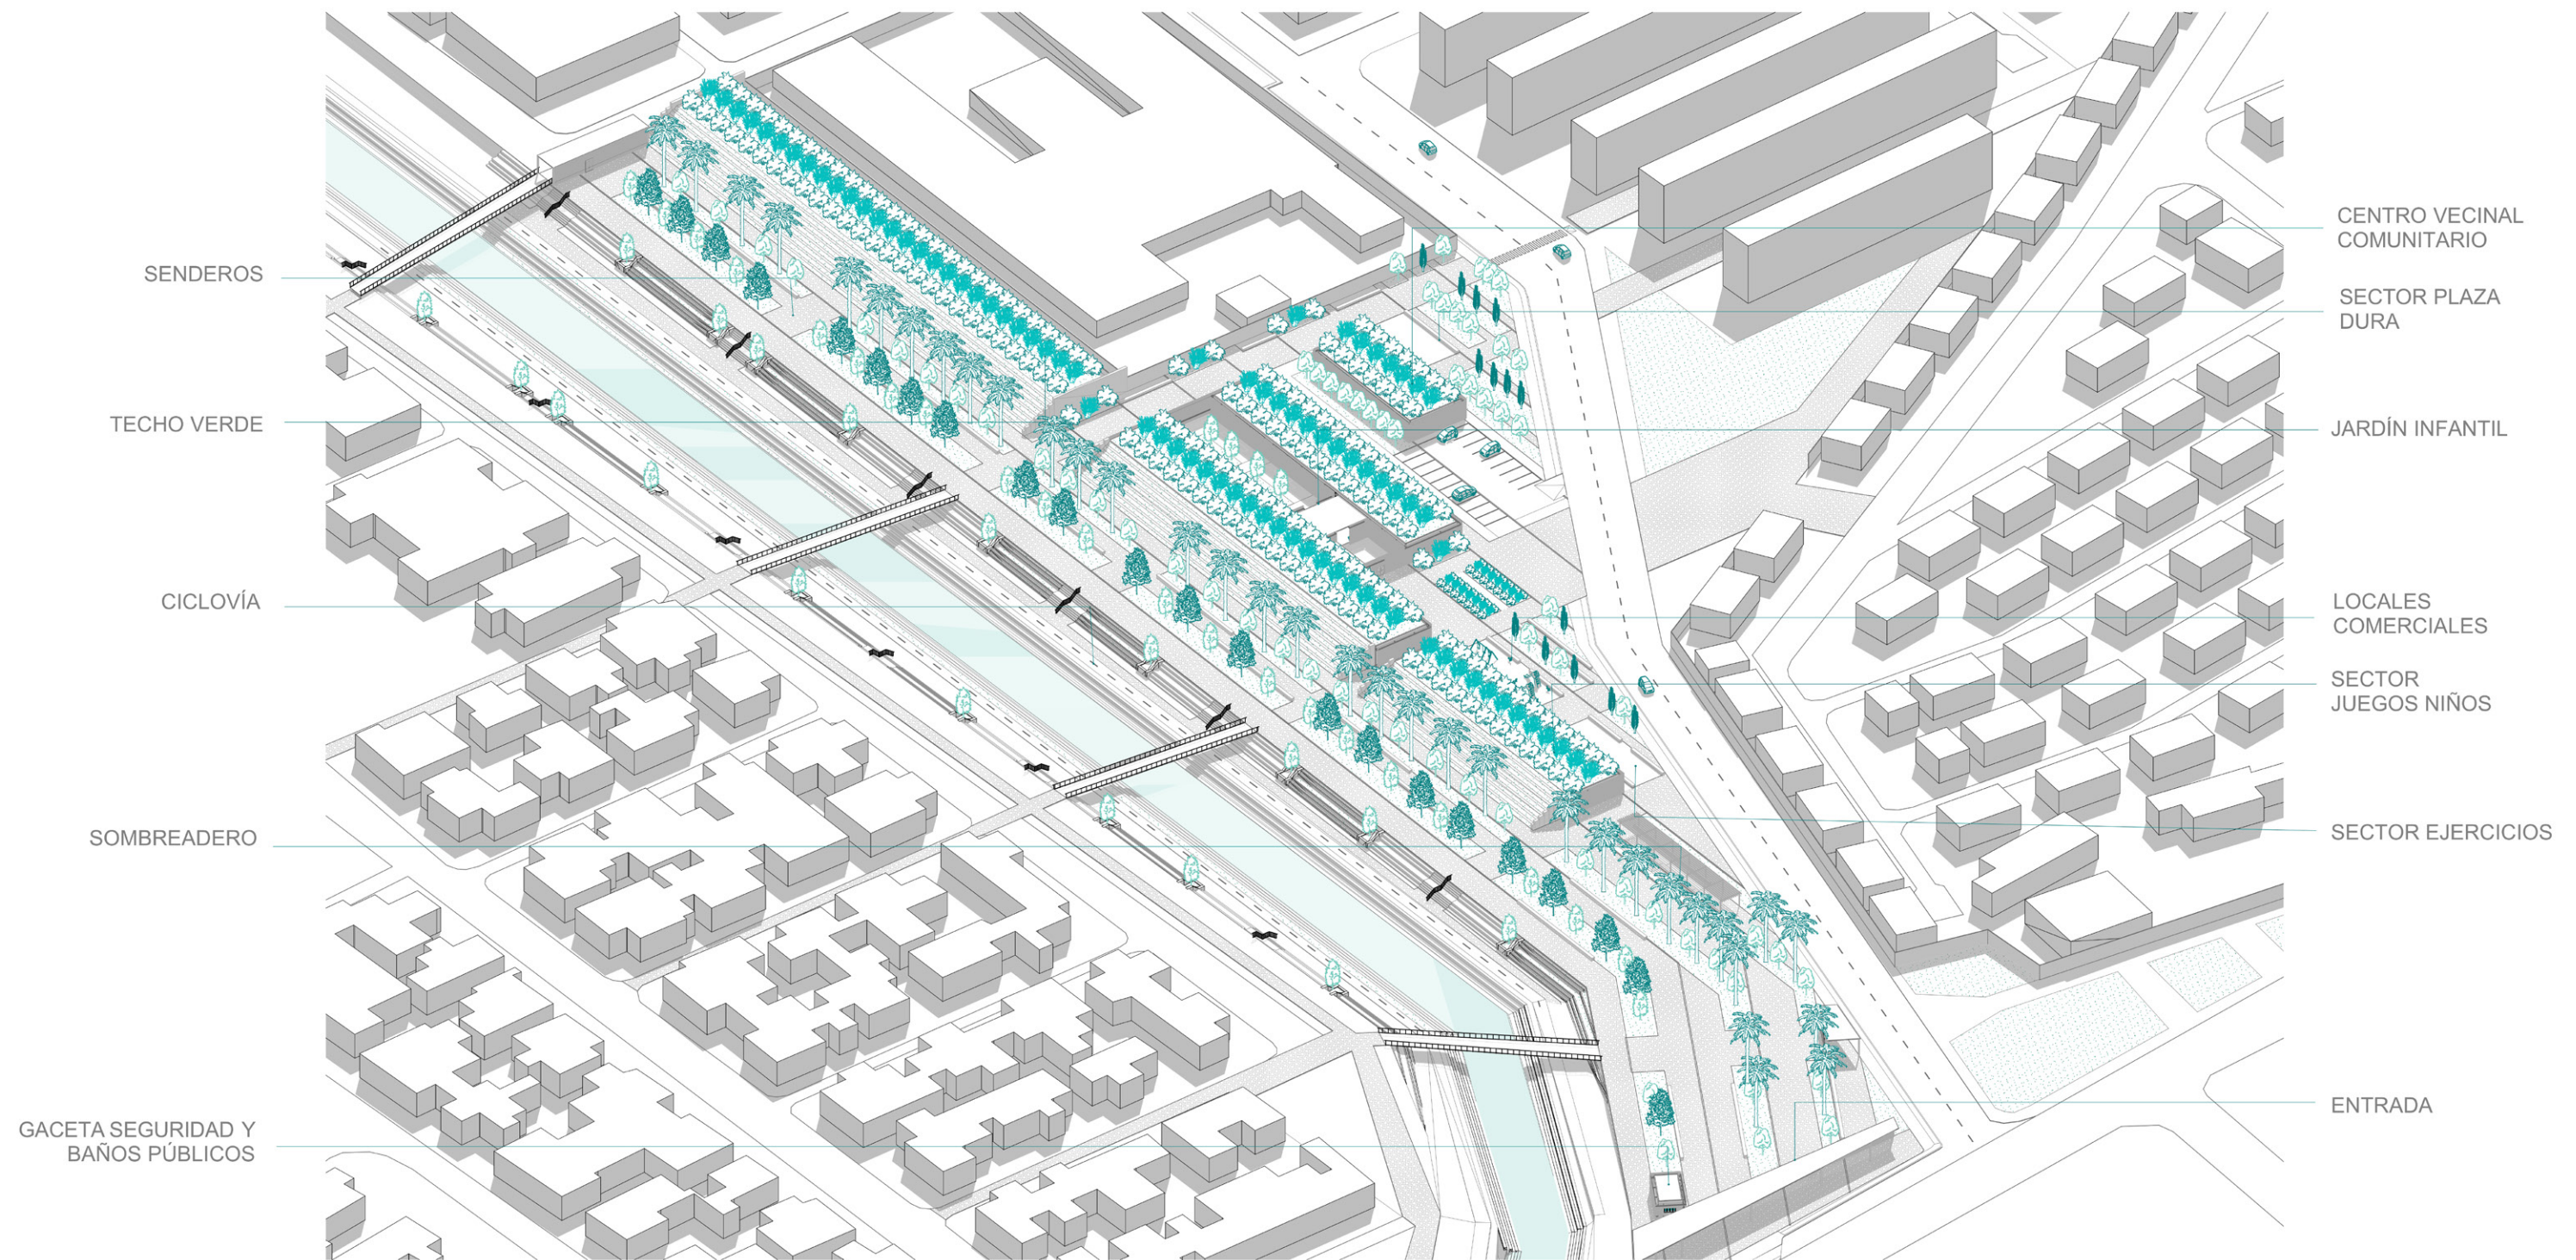 SENDEROS
TECHO VERDE
CICLOVÍA
SOMBREADERO
GACETA SEGURIDAD Y
BAÑOS PÚBLICOS
CENTRO VECINAL
COMUNITARIO
SECTOR PLAZA
DURA
JARDÍN INFANTIL
LOCALES
COMERCIALES
SECTOR
JUEGOS NIÑOS
SECTOR EJERCICIOS
ENTRADA